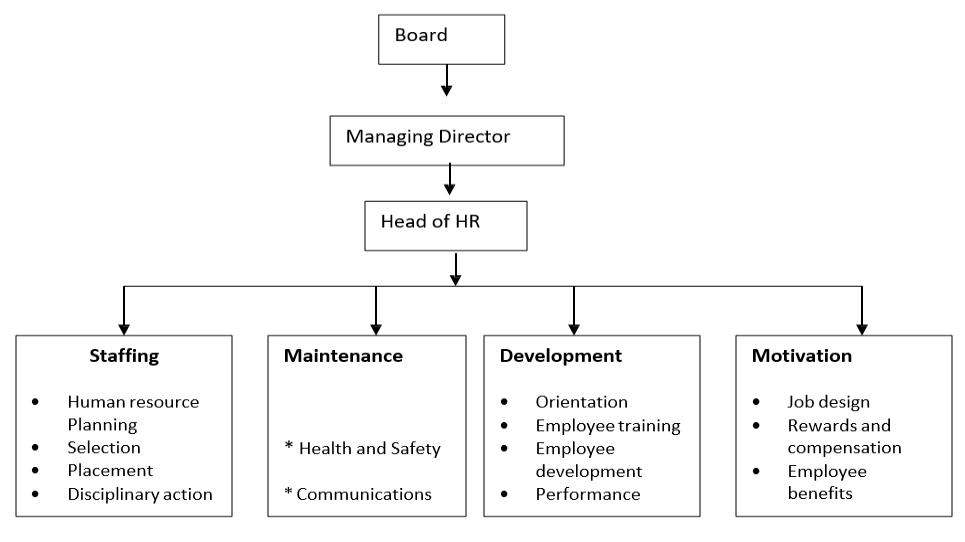 Board
Managing Director
Head of HR
Staffing
• Human resource
Planning
• Selection
• Placement
• Disciplinary action
Maintenance
* Health and Safety
* Communications
Development
• Orientation
• Employee training
• Employee
development
• Performance
Motivation
• Job design
• Rewards and
compensation
• Employee
benefits